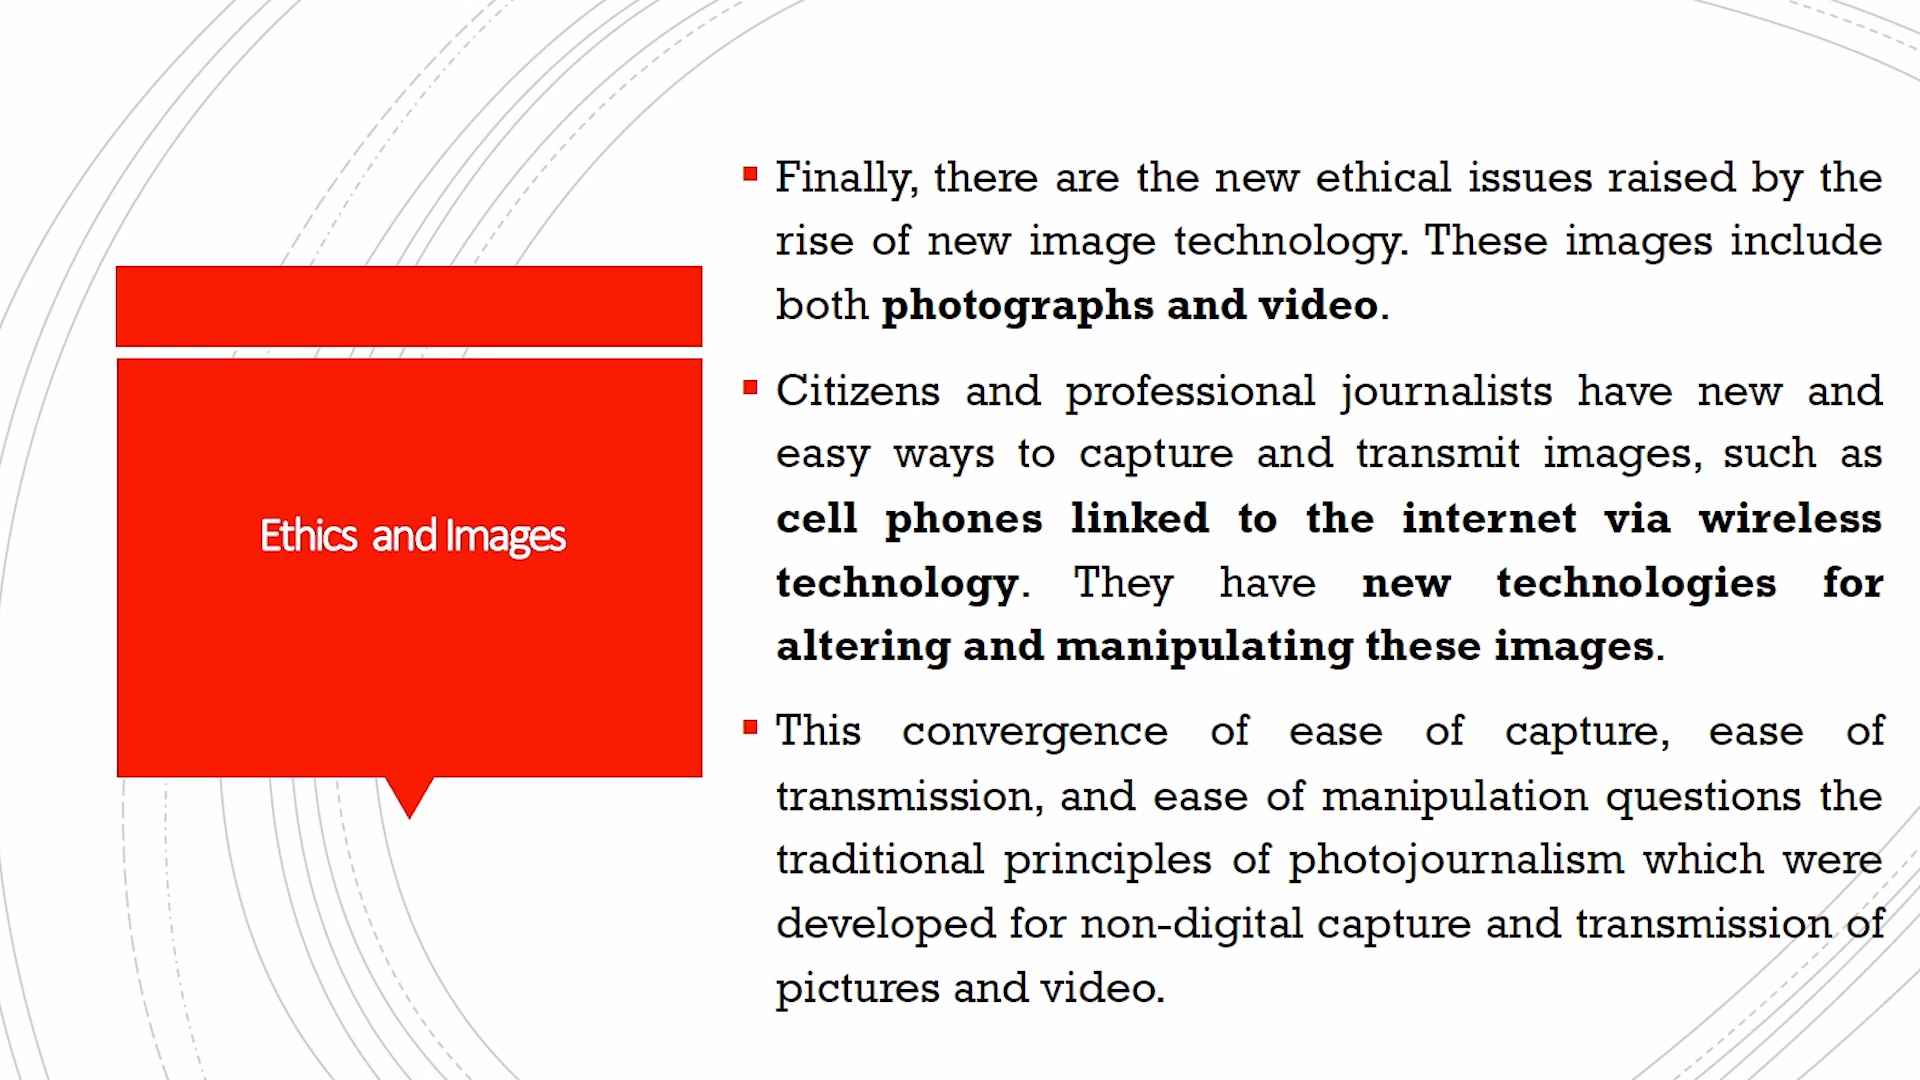 Ethics and Images
Finally, there are the new ethical issues raised by the
rise of new image technology. These images include
both photographs and video.
Citizens and professional journalists have new and
easy ways to capture and transmit images, such as
cell phones linked to the internet via wireless
technology. They have new technologies for
altering and manipulating these images.
This convergence of ease of capture, ease of
transmission, and ease of manipulation questions the
traditional principles of photojournalism which were
developed for non-digital capture and transmission of
pictures and video.